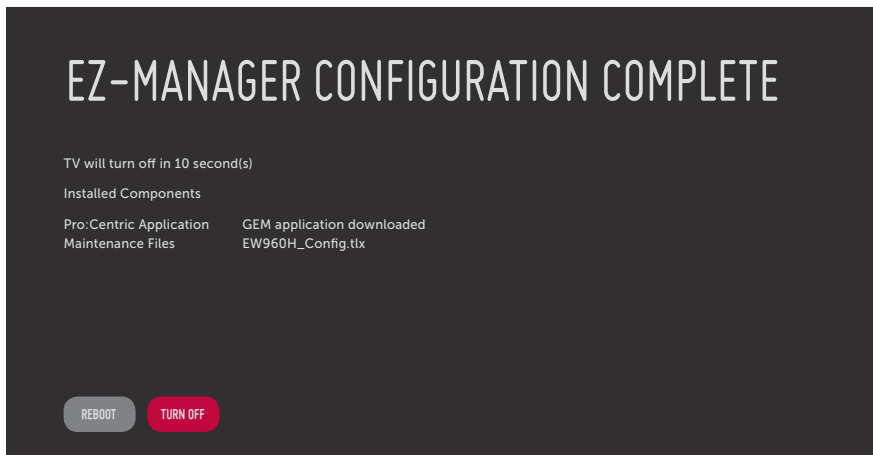 EZ-MANAGER CONFIGURATION COMPLETE
TV will turn off in 10 second(s)
Installed Components
Pro:Centric Application GEM application downloaded
Maintenance Files EW960H_Config.tlx
REBOOT TURN OFF